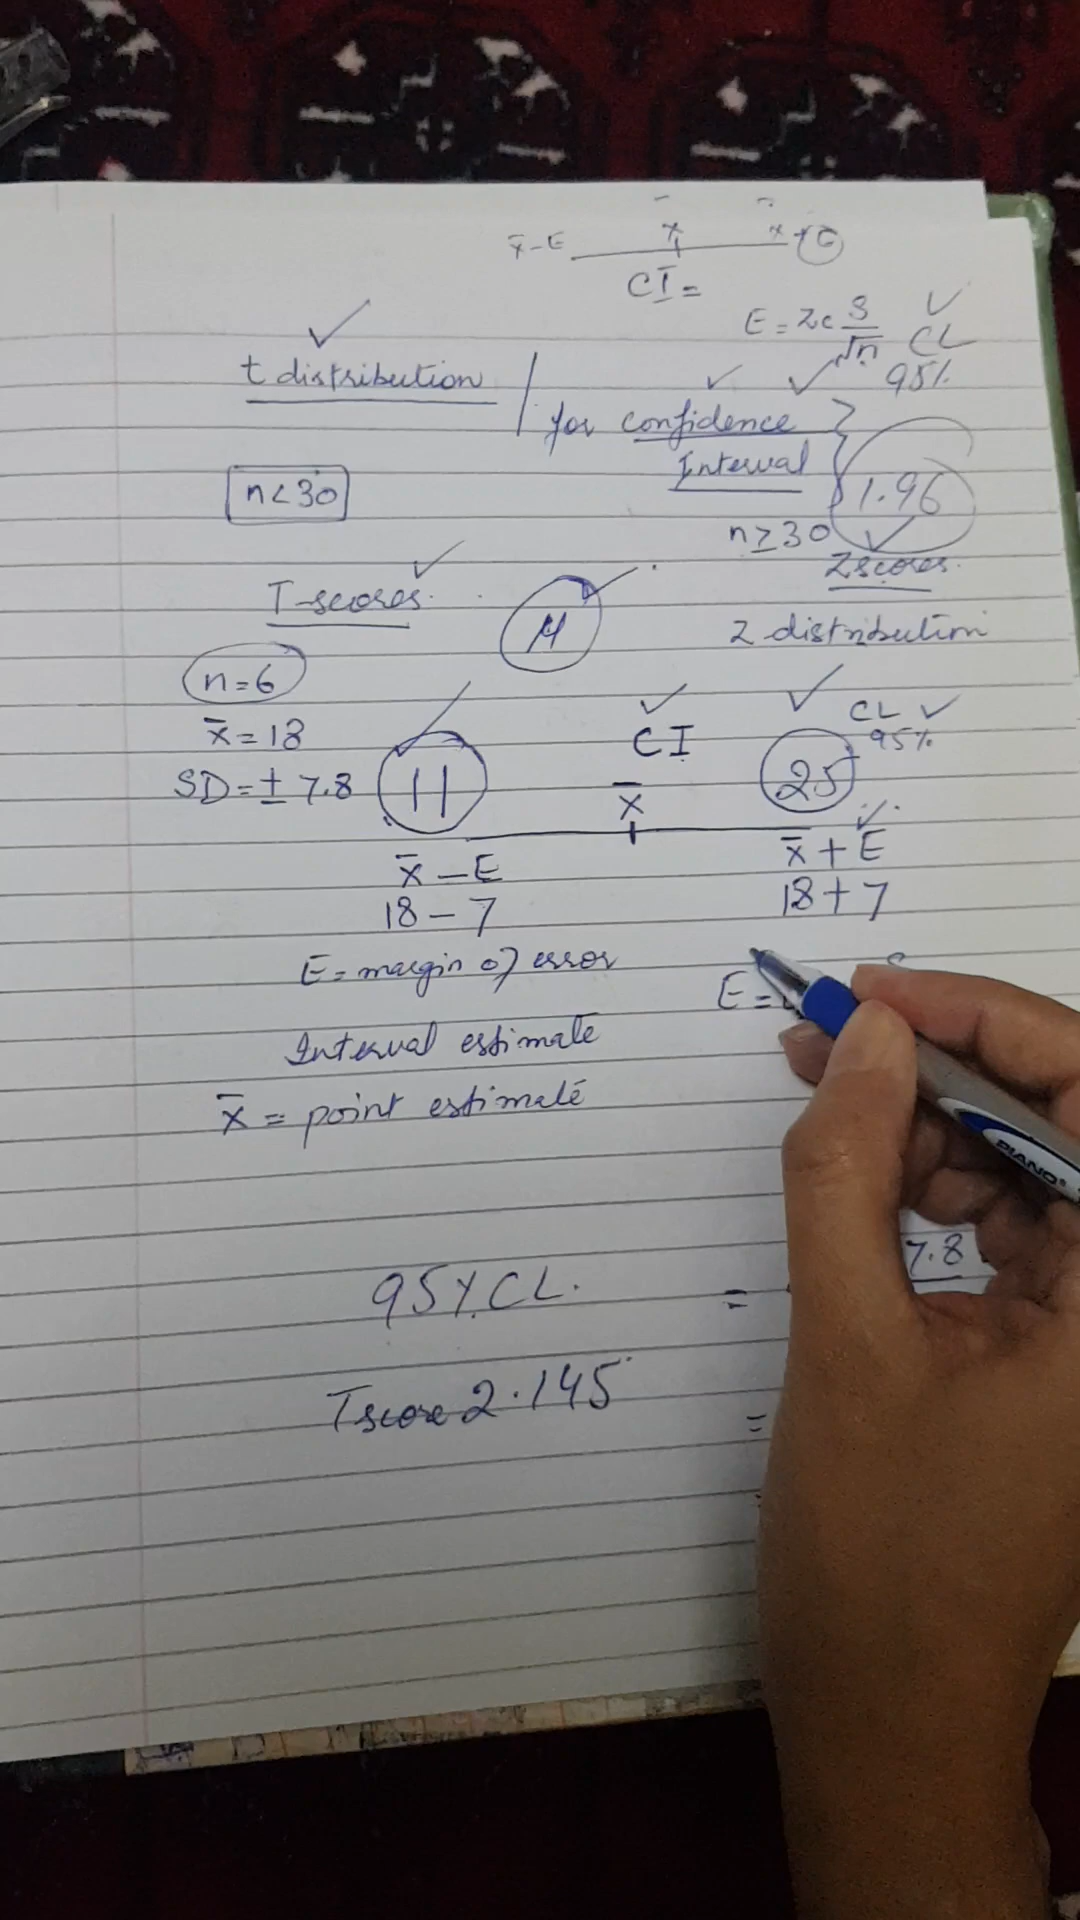 x̄-E x̄ x̄+E
CI=
E = Zc S/√n CL
95%
t distribution / for confidence
Interval
n<30
1.96
n≥30
Z scores.
T-scores.
μ
Z distribution
n=6
x̄=18
SD=± 7.8
11
CI
x̄
25
CL
95%
x̄-E
x̄+E
18-7
18+7
E= margin of error
E =
Interval estimate
x̄ = point estimate
95% CL.
= 7.8
Tscore 2.145
=
PIANO